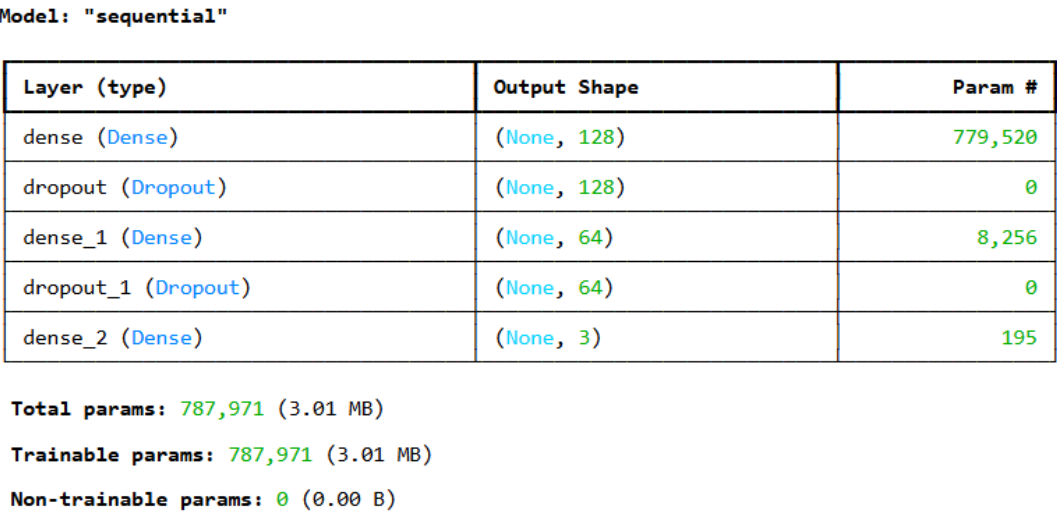 Model: "sequential"
Layer (type) Output Shape Param #
dense (Dense) (None, 128) 779,520
dropout (Dropout) (None, 128) 0
dense_1 (Dense) (None, 64) 8,256
dropout_1 (Dropout) (None, 64) 0
dense_2 (Dense) (None, 3) 195
Total params: 787,971 (3.01 MB)
Trainable params: 787,971 (3.01 MB)
Non-trainable params: 0 (0.00 B)